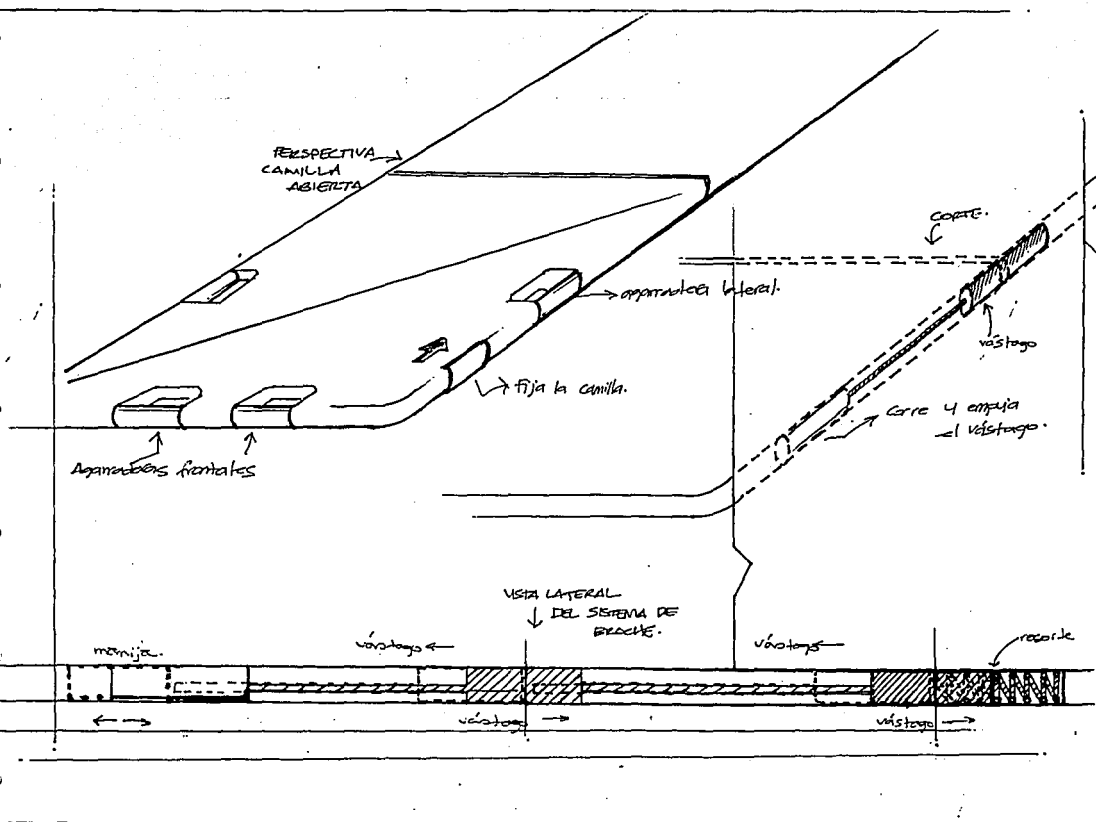 PERSPECTIVA
CAMILLA
ABIERTA
CORTE.
agarradera lateral.
vástago
Fija la camilla.
Corre y empuja
el vástago.
Agarraderas frontales
VISTA LATERAL
DEL SISTEMA DE
BROCHE.
manija.
vástago
vástago
resorte
vástago
vástago